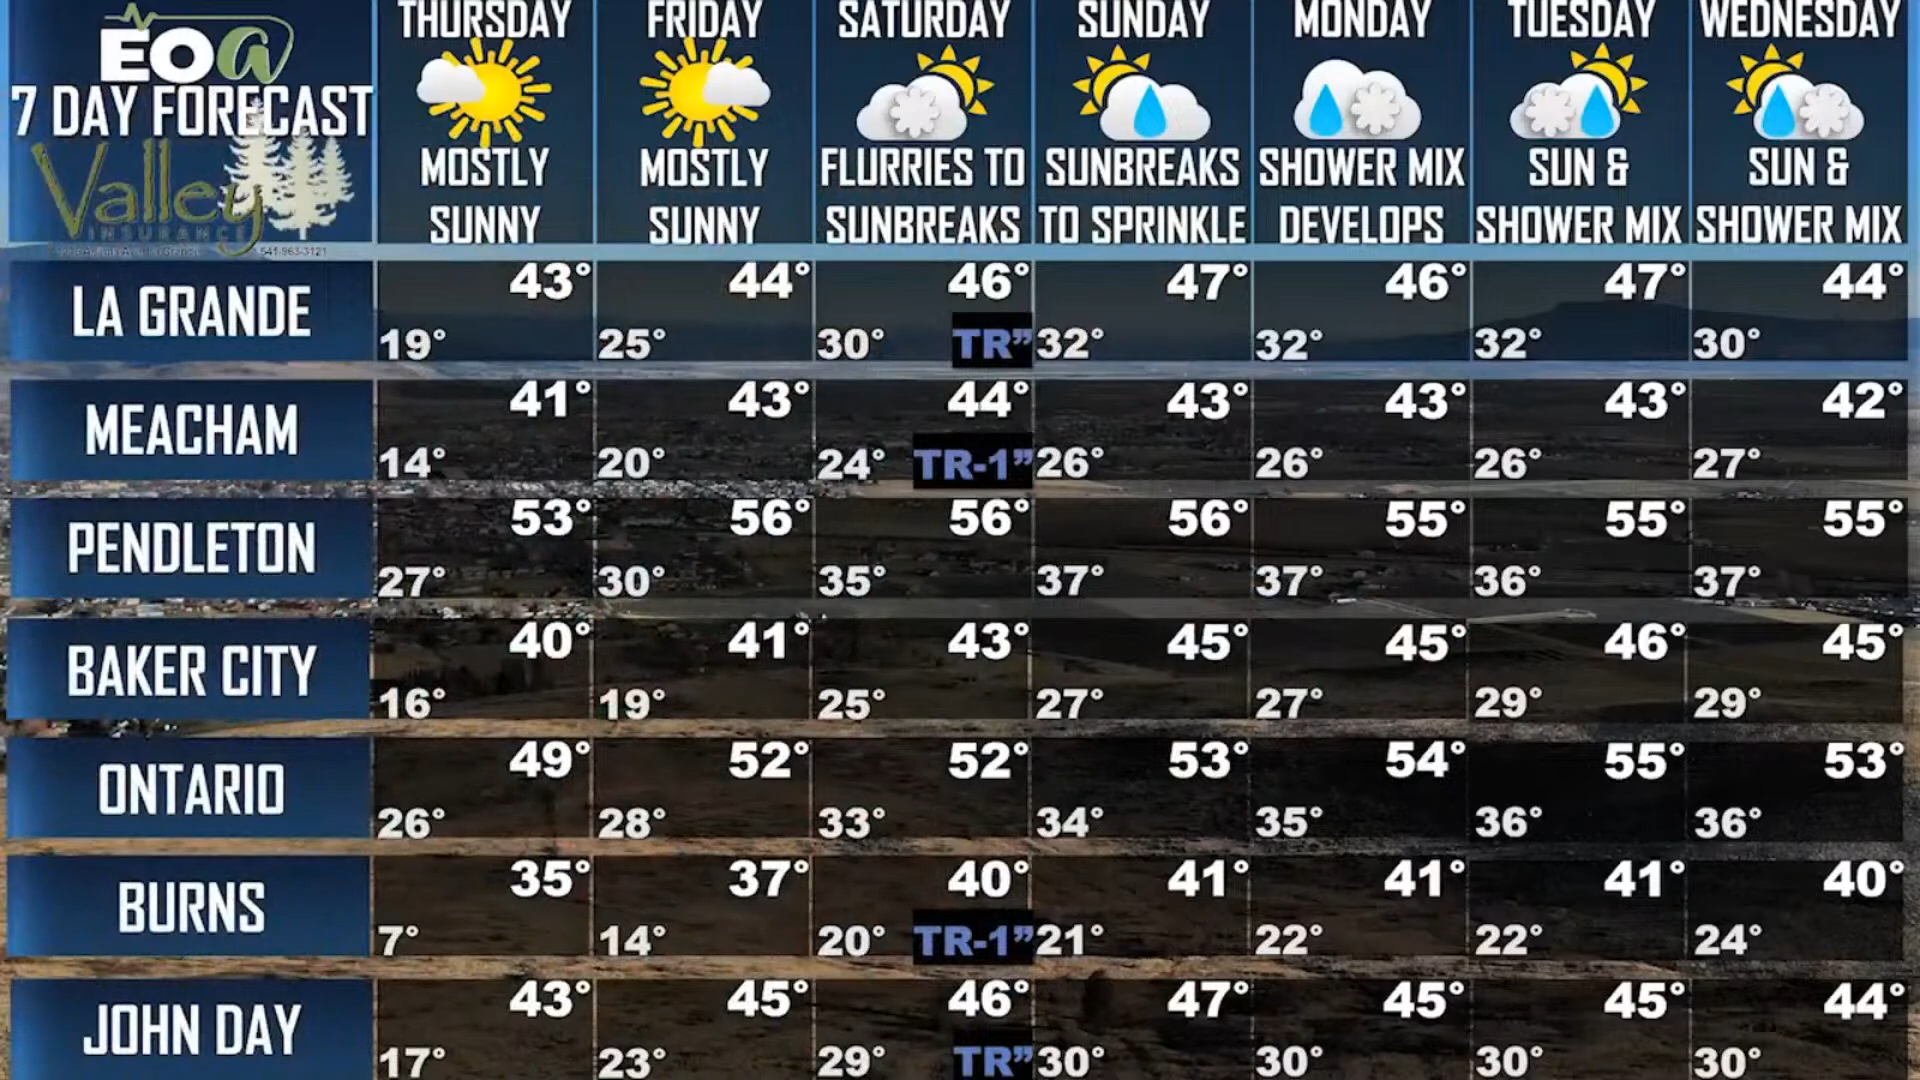 EO@
7 DAY FORECAST
Valley
INSURANCE
541-963-3121
THURSDAY FRIDAY SATURDAY SUNDAY MONDAY TUESDAY WEDNESDAY
MOSTLY MOSTLY FLURRIES TO SUNBREAKS SHOWER MIX SUN & SUN &
SUNNY SUNNY SUNBREAKS TO SPRINKLE DEVELOPS SHOWER MIX SHOWER MIX
LA GRANDE
43° 44° 46° 47° 46° 47° 44°
19° 25° 30° TR” 32° 32° 32° 30°
MEACHAM
41° 43° 44° 43° 43° 43° 42°
14° 20° 24° TR-1” 26° 26° 26° 27°
PENDLETON
53° 56° 56° 56° 55° 55° 55°
27° 30° 35° 37° 37° 36° 37°
BAKER CITY
40° 41° 43° 45° 45° 46° 45°
16° 19° 25° 27° 27° 29° 29°
ONTARIO
49° 52° 52° 53° 54° 55° 53°
26° 28° 33° 34° 35° 36° 36°
BURNS
35° 37° 40° 41° 41° 41° 40°
7° 14° 20° TR-1” 21° 22° 22° 24°
JOHN DAY
43° 45° 46° 47° 45° 45° 44°
17° 23° 29° TR” 30° 30° 30° 30°